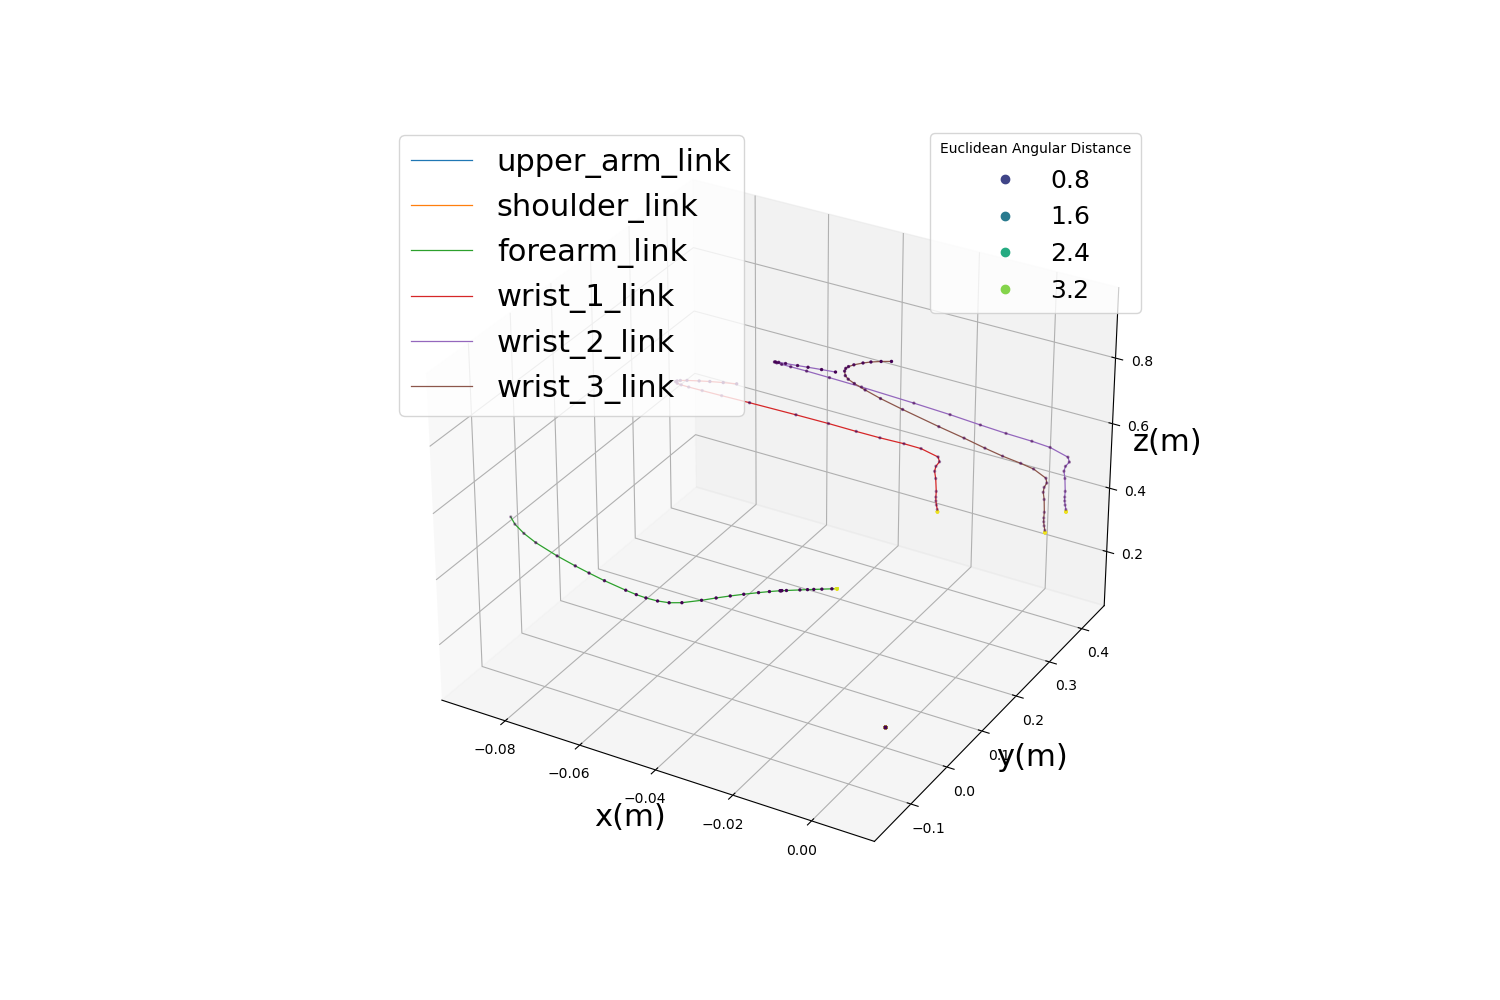 upper_arm_link
shoulder_link
forearm_link
wrist_1_link
wrist_2_link
wrist_3_link
Euclidean Angular Distance
0.8
1.6
2.4
3.2
0.8
0.6
z(m)
0.4
0.2
0.4
0.3
0.2
0.1
y(m)
0.0
−0.1
−0.08
−0.06
−0.04
x(m)
−0.02
0.00